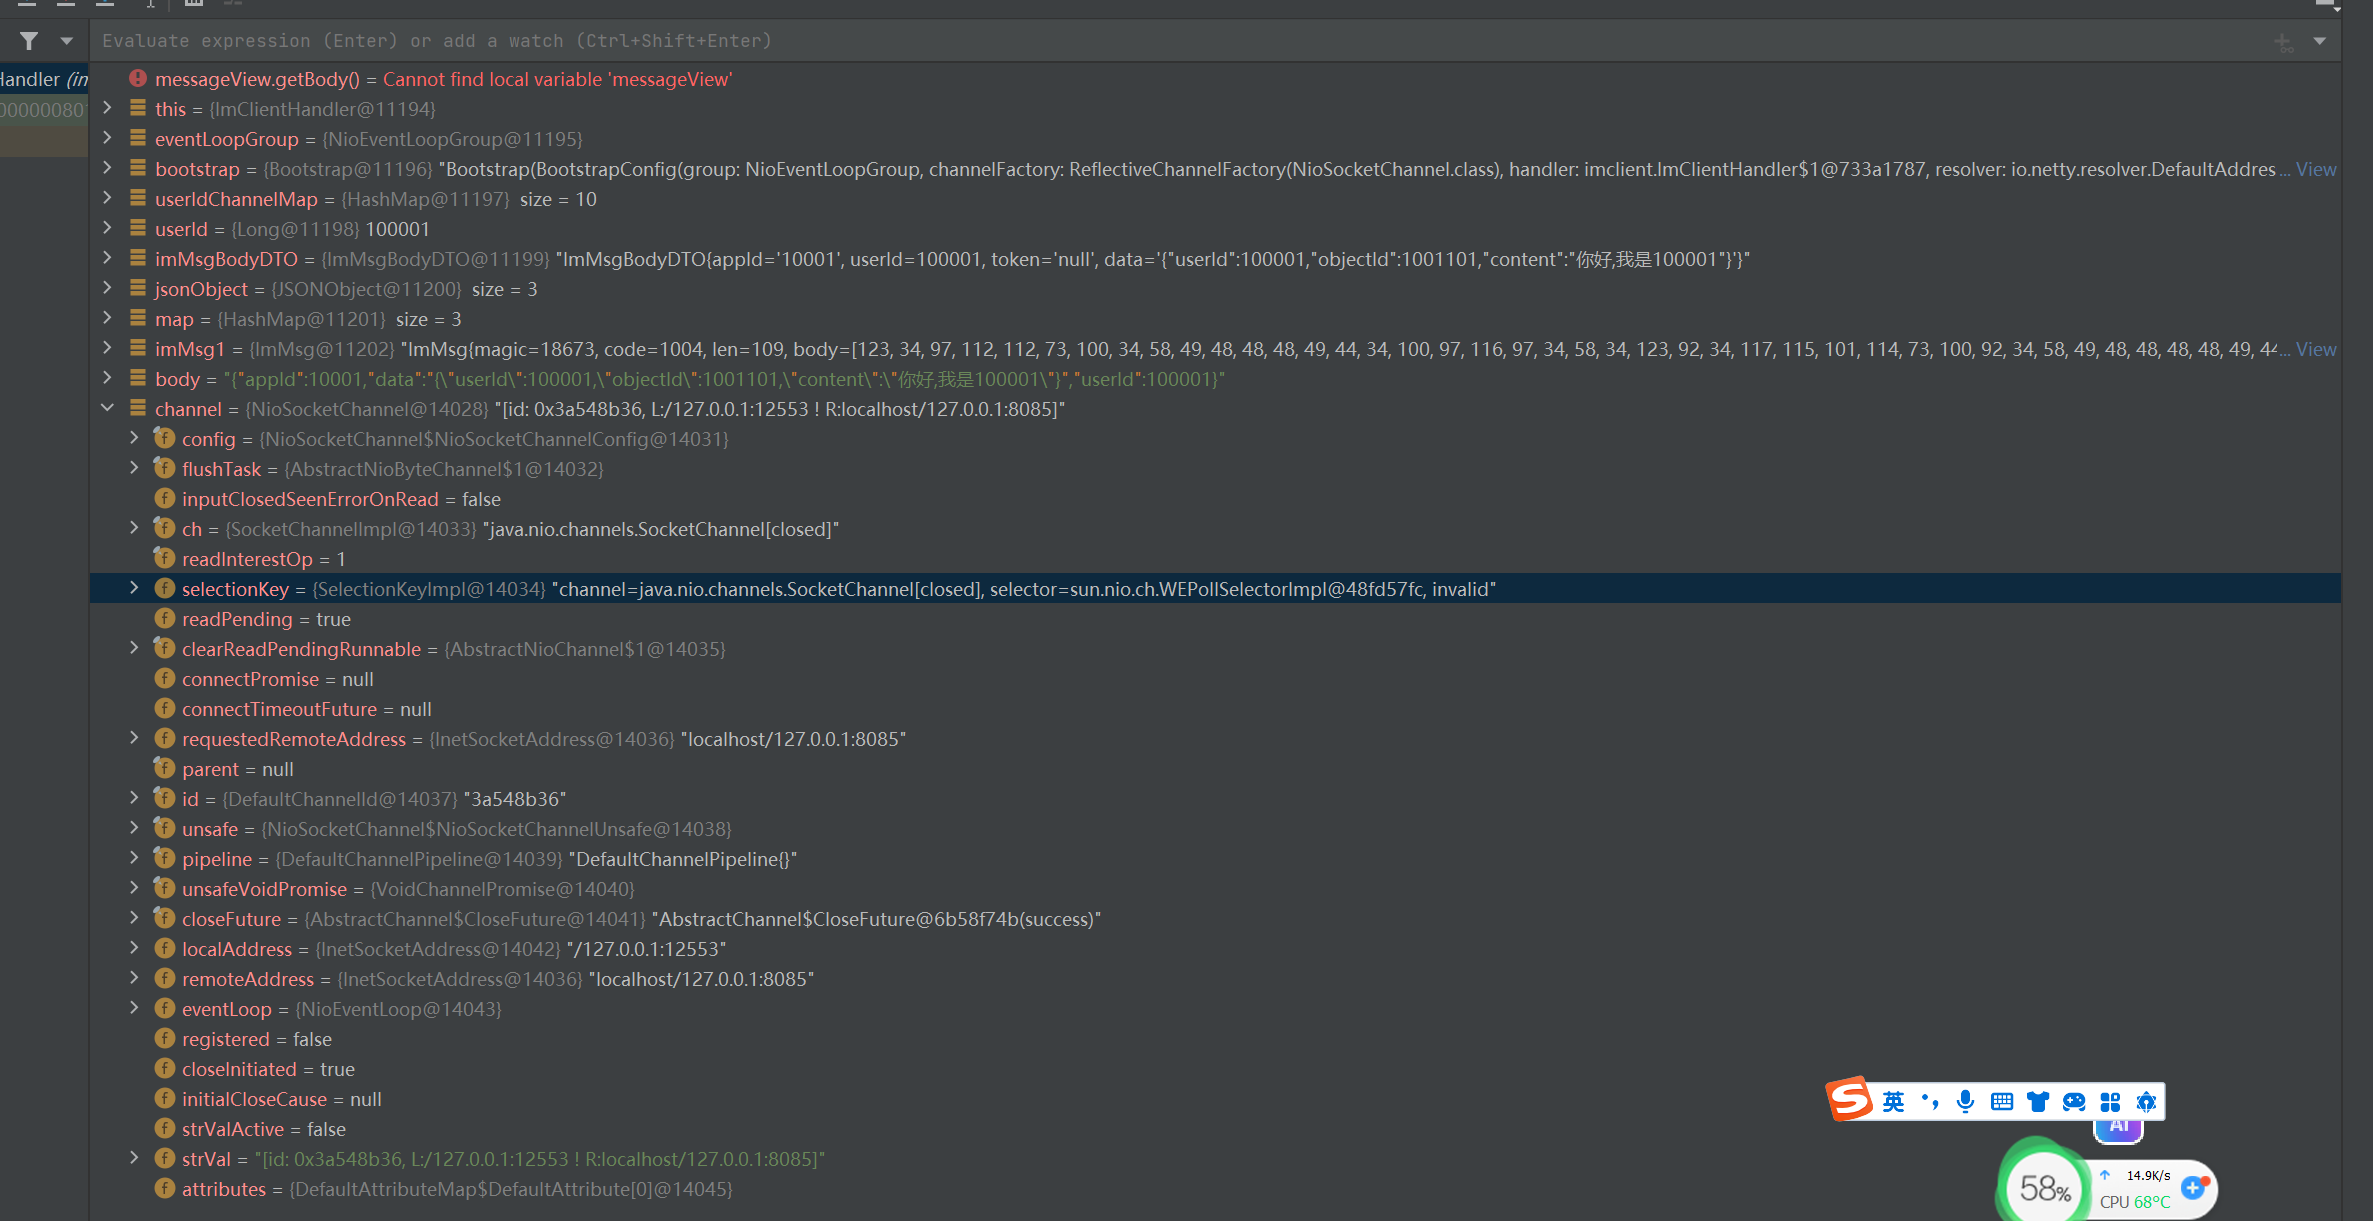 Evaluate expression (Enter) or add a watch (Ctrl+Shift+Enter)
Handler (in
000000801
messageView.getBody() = Cannot find local variable 'messageView'
this = {ImClientHandler@11194}
eventLoopGroup = {NioEventLoopGroup@11195}
bootstrap = {Bootstrap@11196} "Bootstrap(BootstrapConfig(group: NioEventLoopGroup, channelFactory: ReflectiveChannelFactory(NioSocketChannel.class), handler: imclient.ImClientHandler$1@733a1787, resolver: io.netty.resolver.DefaultAddres... View
userIdChannelMap = {HashMap@11197} size = 10
userId = {Long@11198} 100001
imMsgBodyDTO = {ImMsgBodyDTO@11199} "ImMsgBodyDTO{appId='10001', userId=100001, token='null', data='{"userId":100001,"objectId":1001101,"content":"你好,我是100001"}'}"
jsonObject = {JSONObject@11200} size = 3
map = {HashMap@11201} size = 3
imMsg1 = {ImMsg@11202} "ImMsg{magic=18673, code=1004, len=109, body=[123, 34, 97, 112, 112, 73, 100, 34, 58, 49, 48, 48, 48, 49, 44, 34, 100, 97, 116, 97, 34, 58, 34, 123, 92, 34, 117, 115, 101, 114, 73, 100, 92, 34, 58, 49, 48, 48, 48, 48, 49, 44... View
body = "{"appId":10001,"data":"{\"userId\":100001,\"objectId\":1001101,\"content\":\"你好,我是100001\"}","userId":100001}"
channel = {NioSocketChannel@14028} "[id: 0x3a548b36, L:/127.0.0.1:12553 ! R:localhost/127.0.0.1:8085]"
config = {NioSocketChannel$NioSocketChannelConfig@14031}
flushTask = {AbstractNioByteChannel$1@14032}
inputClosedSeenErrorOnRead = false
ch = {SocketChannelImpl@14033} "java.nio.channels.SocketChannel[closed]"
readInterestOp = 1
selectionKey = {SelectionKeyImpl@14034} "channel=java.nio.channels.SocketChannel[closed], selector=sun.nio.ch.WEPollSelectorImpl@48fd57fc, invalid"
readPending = true
clearReadPendingRunnable = {AbstractNioChannel$1@14035}
connectPromise = null
connectTimeoutFuture = null
requestedRemoteAddress = {InetSocketAddress@14036} "localhost/127.0.0.1:8085"
parent = null
id = {DefaultChannelId@14037} "3a548b36"
unsafe = {NioSocketChannel$NioSocketChannelUnsafe@14038}
pipeline = {DefaultChannelPipeline@14039} "DefaultChannelPipeline{}"
unsafeVoidPromise = {VoidChannelPromise@14040}
closeFuture = {AbstractChannel$CloseFuture@14041} "AbstractChannel$CloseFuture@6b58f74b(success)"
localAddress = {InetSocketAddress@14042} "/127.0.0.1:12553"
remoteAddress = {InetSocketAddress@14036} "localhost/127.0.0.1:8085"
eventLoop = {NioEventLoop@14043}
registered = false
closeInitiated = true
initialCloseCause = null
strValActive = false
strVal = "[id: 0x3a548b36, L:/127.0.0.1:12553 ! R:localhost/127.0.0.1:8085]"
attributes = {DefaultAttributeMap$DefaultAttribute[0]@14045}
英
AI
58%
14.9K/s
CPU 68°C